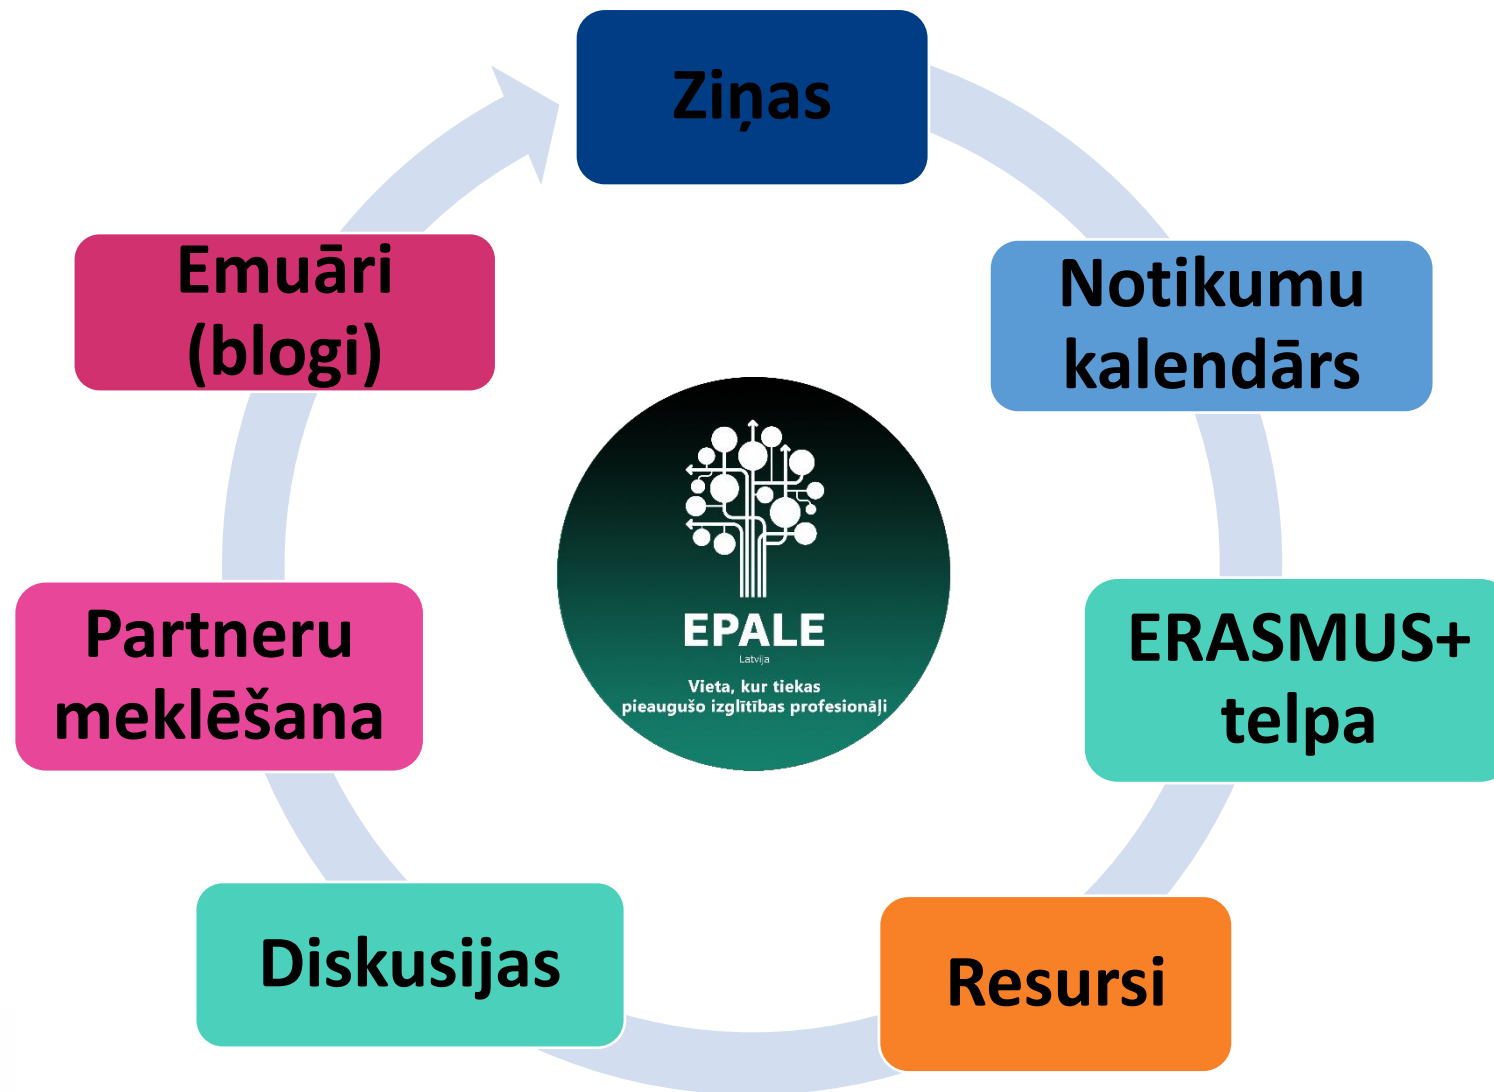 Ziņas
Notikumu
kalendārs
ERASMUS+
telpa
Resursi
Diskusijas
Partneru
meklēšana
Emuāri
(blogi)
EPALE
Latvija
Vieta, kur tiekas
pieaugušo izglītības profesionāļi